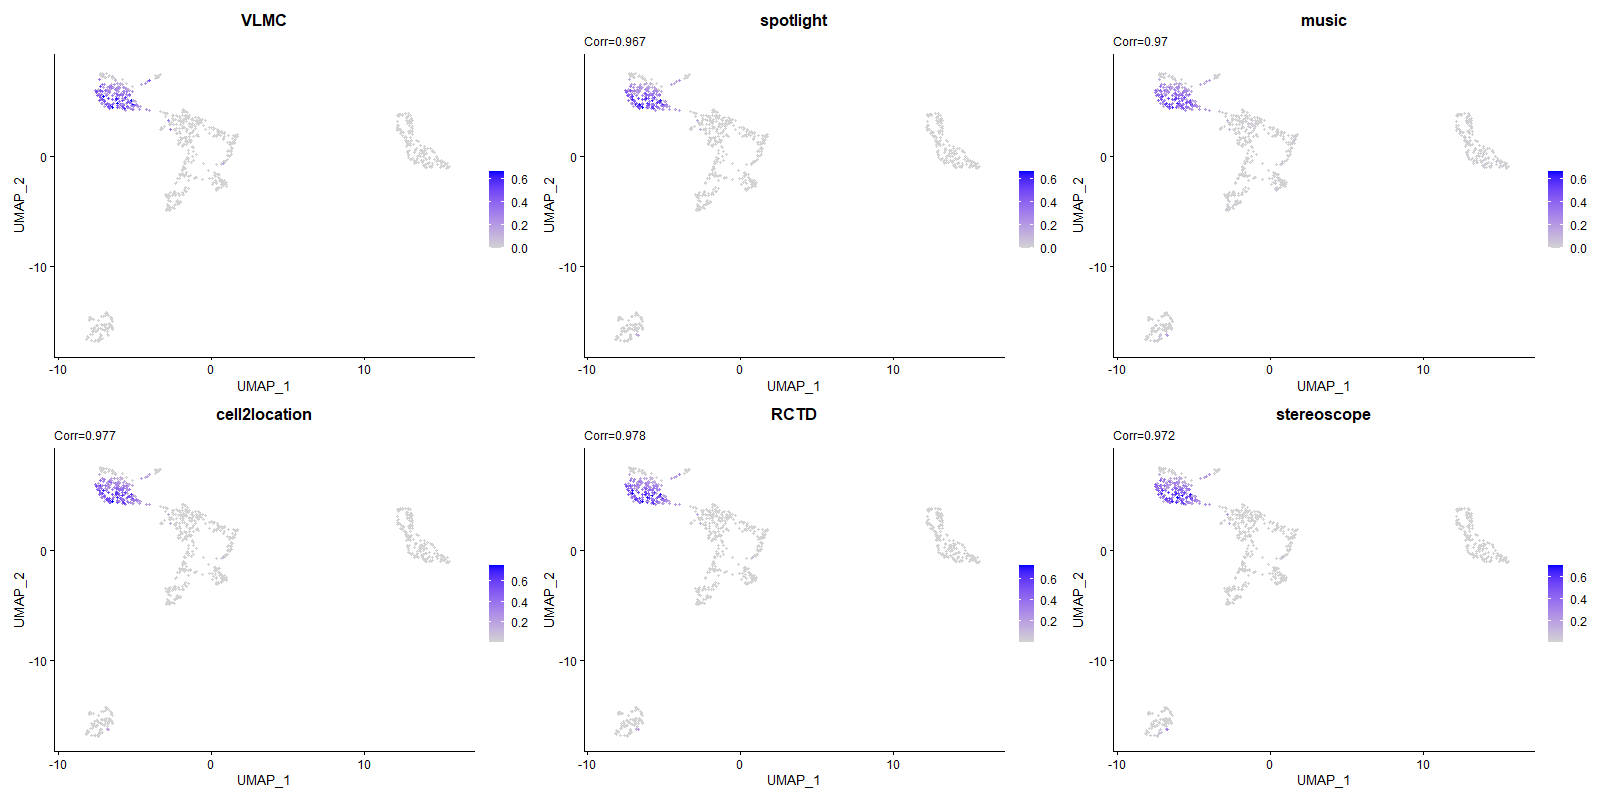 VLMC
UMAP_2
0
-10
-10
0
10
UMAP_1
0.6
0.4
0.2
0.0
spotlight
Corr=0.967
UMAP_2
0
-10
-10
0
10
UMAP_1
0.6
0.4
0.2
0.0
music
Corr=0.97
UMAP_2
0
-10
-10
0
10
UMAP_1
0.6
0.4
0.2
0.0
cell2location
Corr=0.977
UMAP_2
0
-10
-10
0
10
UMAP_1
0.6
0.4
0.2
RCTD
Corr=0.978
UMAP_2
0
-10
-10
0
10
UMAP_1
0.6
0.4
0.2
stereoscope
Corr=0.972
UMAP_2
0
-10
-10
0
10
UMAP_1
0.6
0.4
0.2